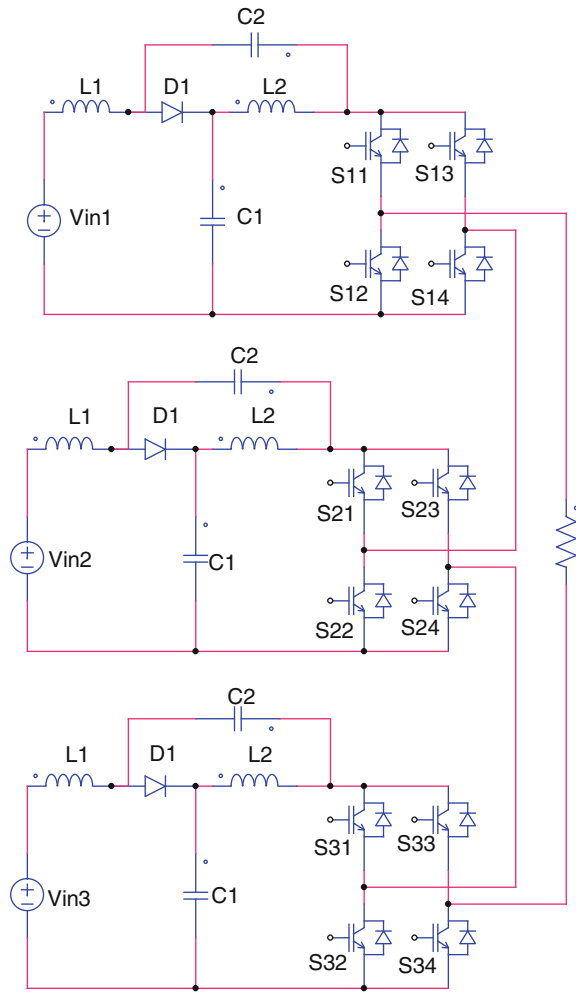 C2
L1 D1 L2
S11 S13
Vin1 C1
S12 S14
C2
L1 D1 L2
S21 S23
Vin2 C1
S22 S24
C2
L1 D1 L2
S31 S33
Vin3 C1
S32 S34